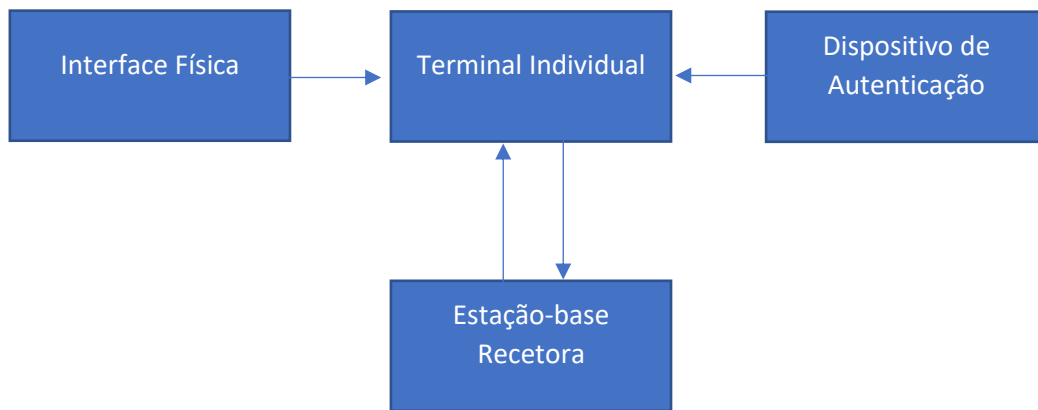 Interface Física
Terminal Individual
Dispositivo de
Autenticação
Estação-base
Recetora